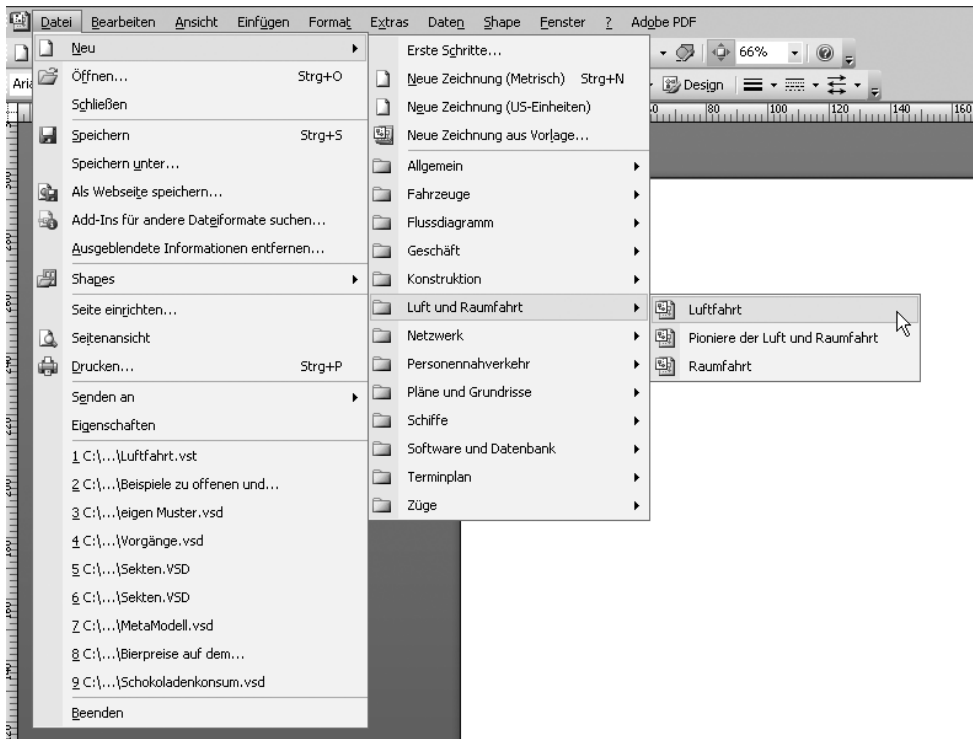 Datei Bearbeiten Ansicht Einfügen Format Extras Daten Shape Fenster ? Adobe PDF
66%
Aria
Design
80 100 120 140 160
Neu
Öffnen... Strg+O
Schließen
Speichern Strg+S
Speichern unter...
Als Webseite speichern...
Add-Ins für andere Dateiformate suchen...
Ausgeblendete Informationen entfernen...
Shapes
Seite einrichten...
Seitenansicht
Drucken... Strg+P
Senden an
Eigenschaften
1 C:\...\Luftfahrt.vst
2 C:\...\Beispiele zu offenen und...
3 C:\...\eigen Muster.vsd
4 C:\...\Vorgänge.vsd
5 C:\...\Sekten.VSD
6 C:\...\Sekten.VSD
7 C:\...\MetaModell.vsd
8 C:\...\Bierpreise auf dem...
9 C:\...\Schokoladenkonsum.vsd
Beenden
Erste Schritte...
Neue Zeichnung (Metrisch) Strg+N
Neue Zeichnung (US-Einheiten)
Neue Zeichnung aus Vorlage...
Allgemein
Fahrzeuge
Flussdiagramm
Geschäft
Konstruktion
Luft und Raumfahrt
Netzwerk
Personennahverkehr
Pläne und Grundrisse
Schiffe
Software und Datenbank
Terminplan
Züge
Luftfahrt
Pioniere der Luft und Raumfahrt
Raumfahrt